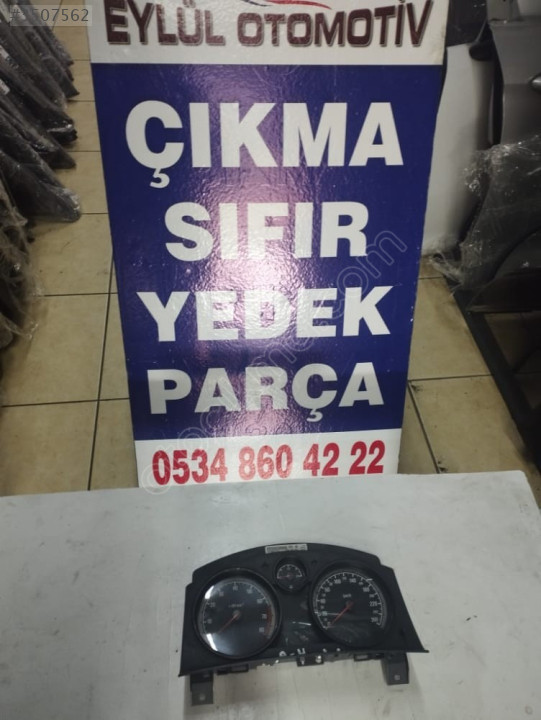 EYLÜL OTOMOTİV
ÇIKMA
SIFIR
YEDEK
PARÇA
0534 860 42 22